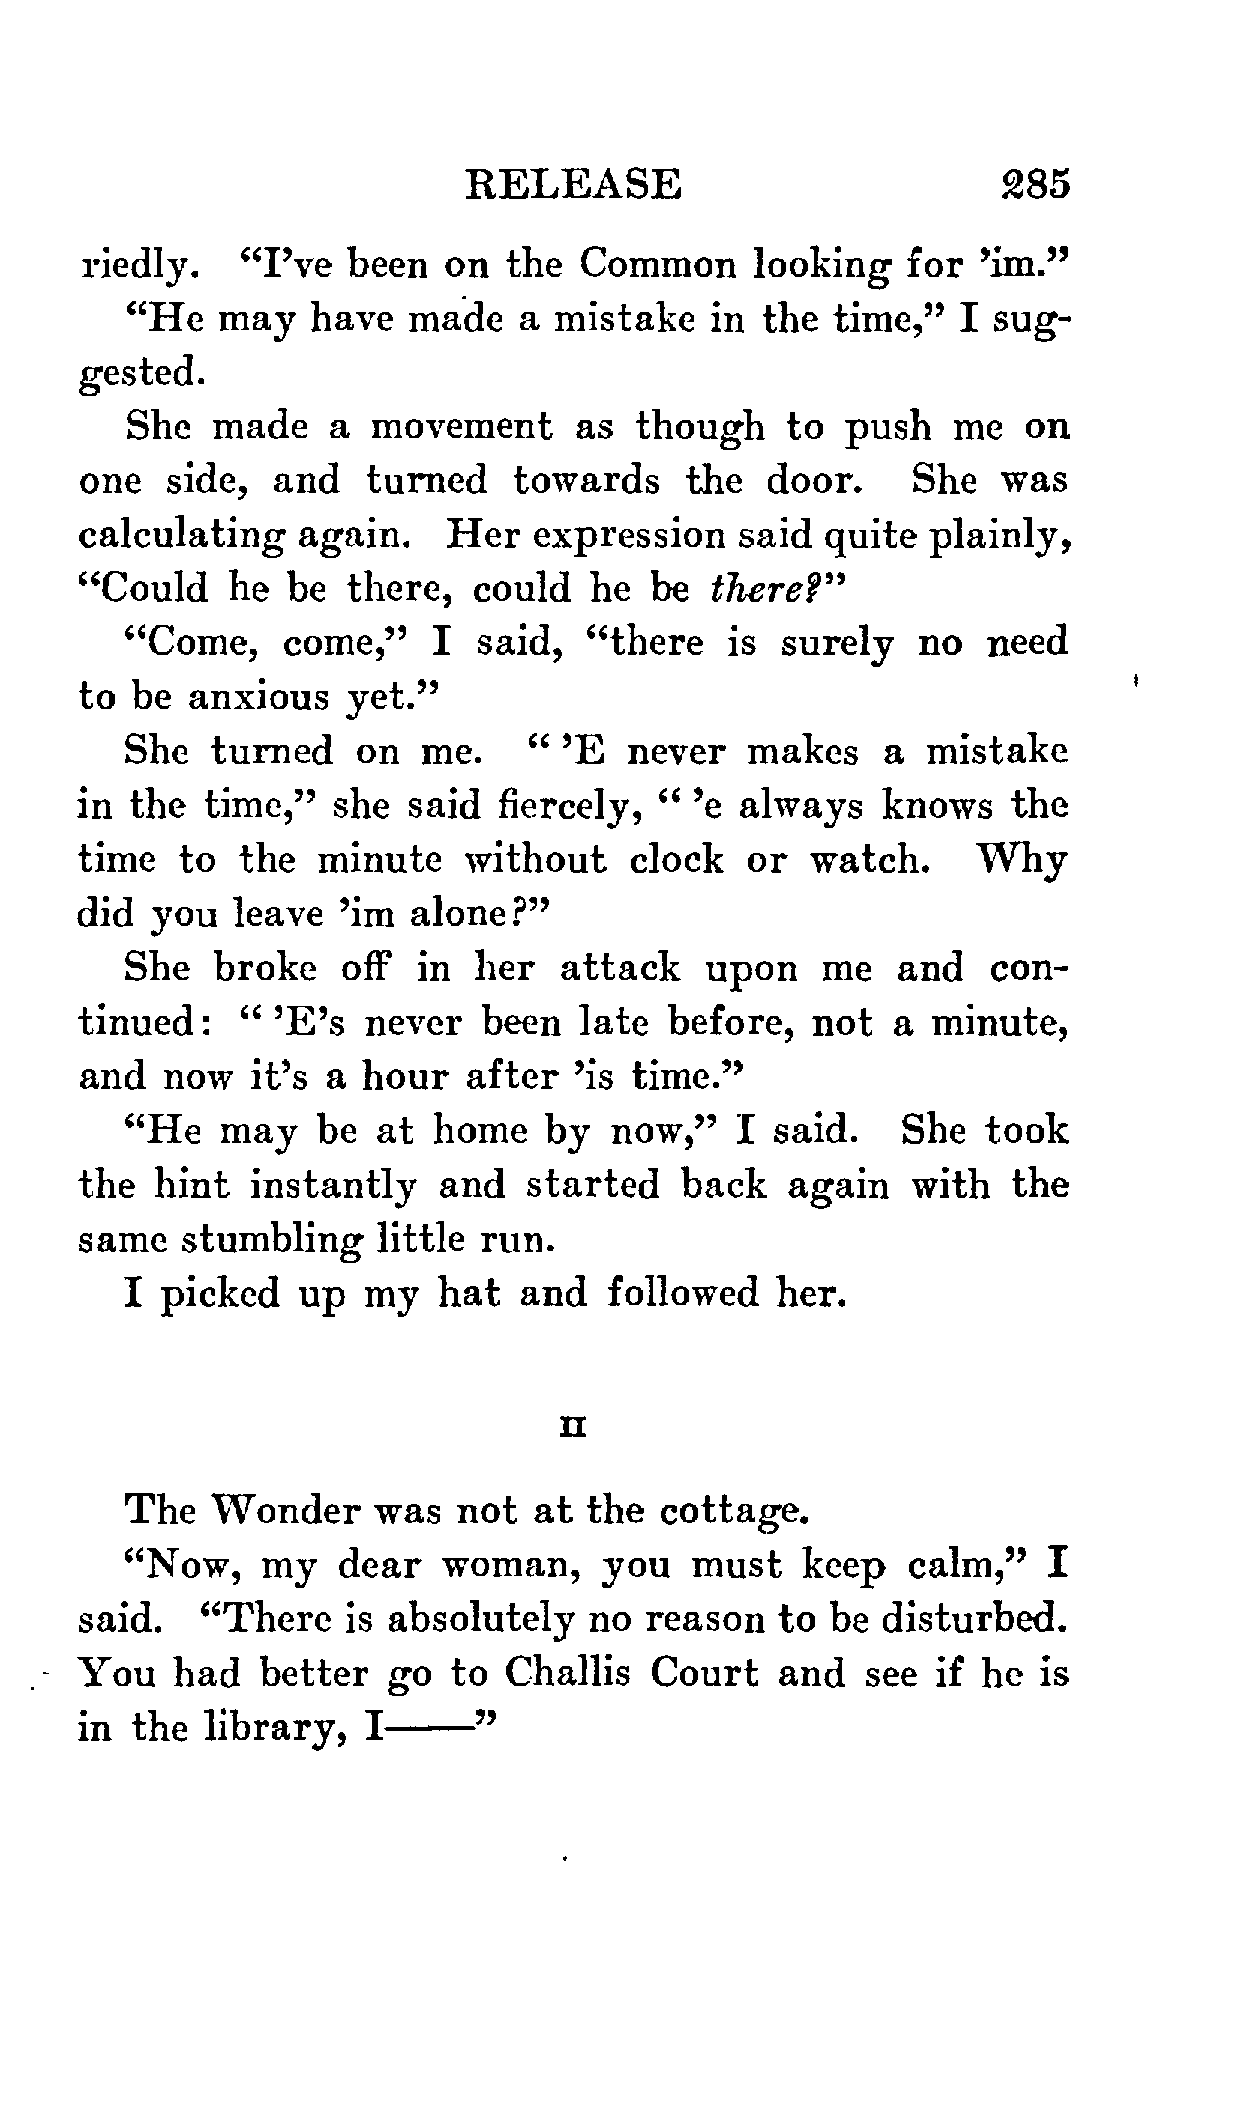 RELEASE 285
riedly. “I’ve been on the Common looking for ’im.”
“He may have made a mistake in the time,” I sug-
gested.
She made a movement as though to push me on
one side, and turned towards the door. She was
calculating again. Her expression said quite plainly,
“Could he be there, could he be there?”
“Come, come,” I said, “there is surely no need
to be anxious yet.”
She turned on me. “ ’E never makes a mistake
in the time,” she said fiercely, “ ’e always knows the
time to the minute without clock or watch. Why
did you leave ’im alone?”
She broke off in her attack upon me and con-
tinued: “ ’E’s never been late before, not a minute,
and now it’s a hour after ’is time.”
“He may be at home by now,” I said. She took
the hint instantly and started back again with the
same stumbling little run.
I picked up my hat and followed her.
II
The Wonder was not at the cottage.
“Now, my dear woman, you must keep calm,” I
said. “There is absolutely no reason to be disturbed.
You had better go to Challis Court and see if he is
in the library, I——”